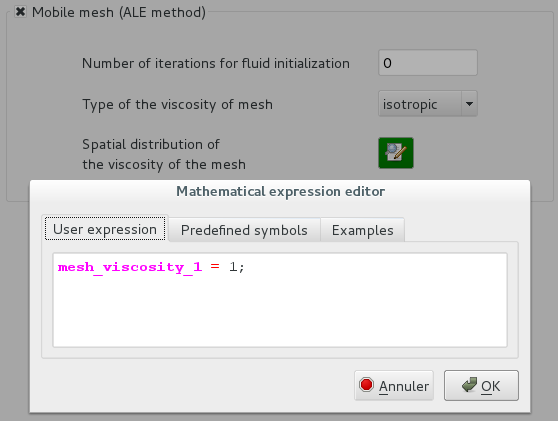 Mobile mesh (ALE method)
Number of iterations for fluid initialization 0
Type of the viscosity of mesh isotropic
Spatial distribution of
the viscosity of the mesh
Mathematical expression editor
User expression Predefined symbols Examples
mesh_viscosity_1 = 1;
Annuler OK